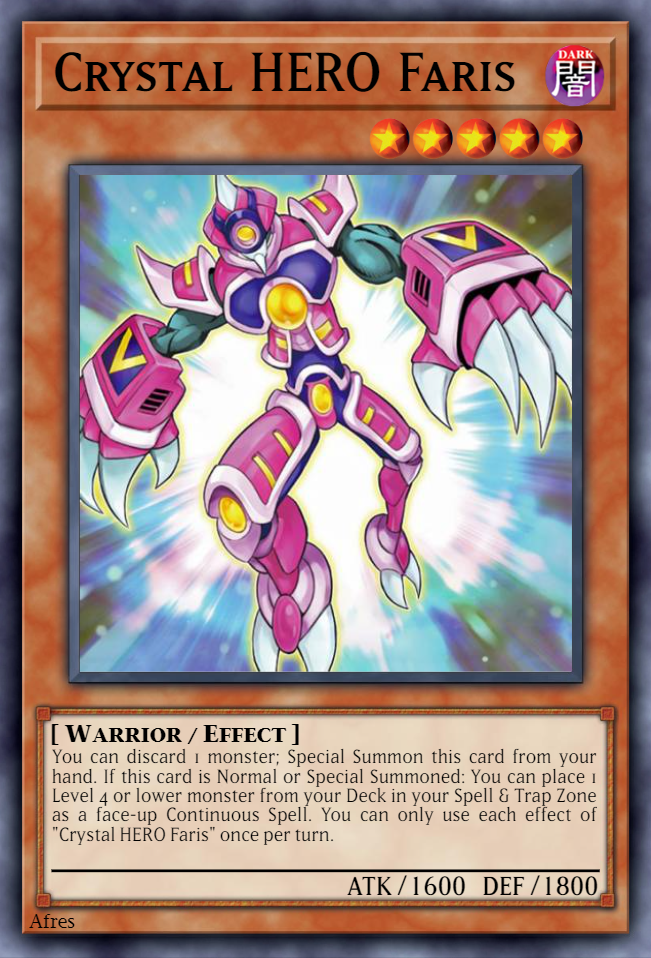 Crystal HERO Faris
DARK
闇
[ Warrior / Effect ]
You can discard 1 monster; Special Summon this card from your
hand. If this card is Normal or Special Summoned: You can place 1
Level 4 or lower monster from your Deck in your Spell & Trap Zone
as a face-up Continuous Spell. You can only use each effect of
"Crystal HERO Faris" once per turn.
ATK / 1600 DEF / 1800
Afres